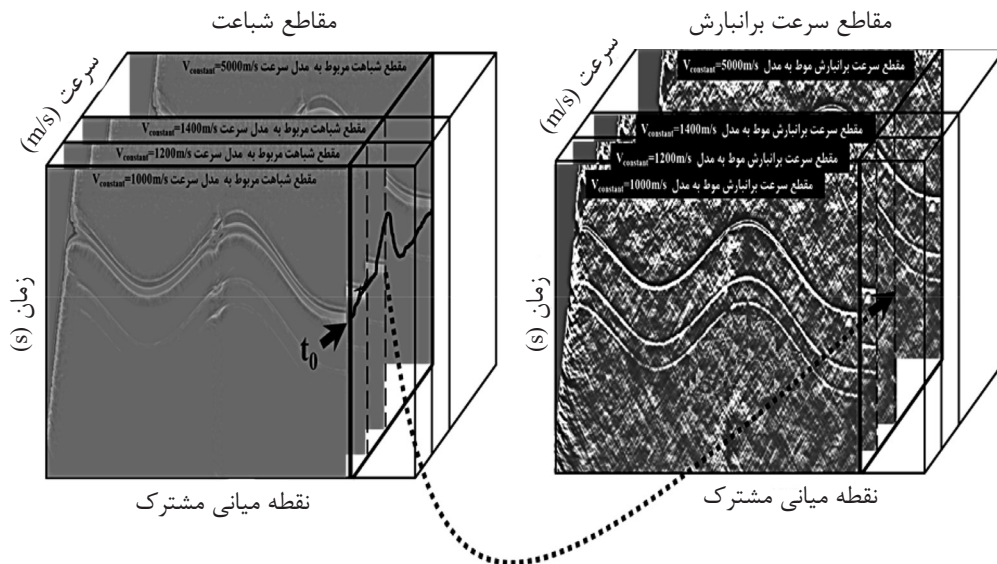 مقاطع شباعت
مقاطع سرعت برانبارش
سرعت (m/s)
مقطع شباهت مربوط به مدل سرعت Vconstant=5000m/s
مقطع شباهت مربوط به مدل سرعت Vconstant=1400m/s
مقطع شباهت مربوط به مدل سرعت Vconstant=1200m/s
مقطع شباهت مربوط به مدل سرعت Vconstant=1000m/s
زمان (s)
t0
نقطه میانی مشترک
سرعت (m/s)
مقطع سرعت برانبارش موط به مدل Vconstant=5000m/s
مقطع سرعت برانبارش موط به مدل Vconstant=1400m/s
مقطع سرعت برانبارش موط به مدل Vconstant=1200m/s
مقطع سرعت برانبارش موط به مدل Vconstant=1000m/s
زمان (s)
نقطه میانی مشترک